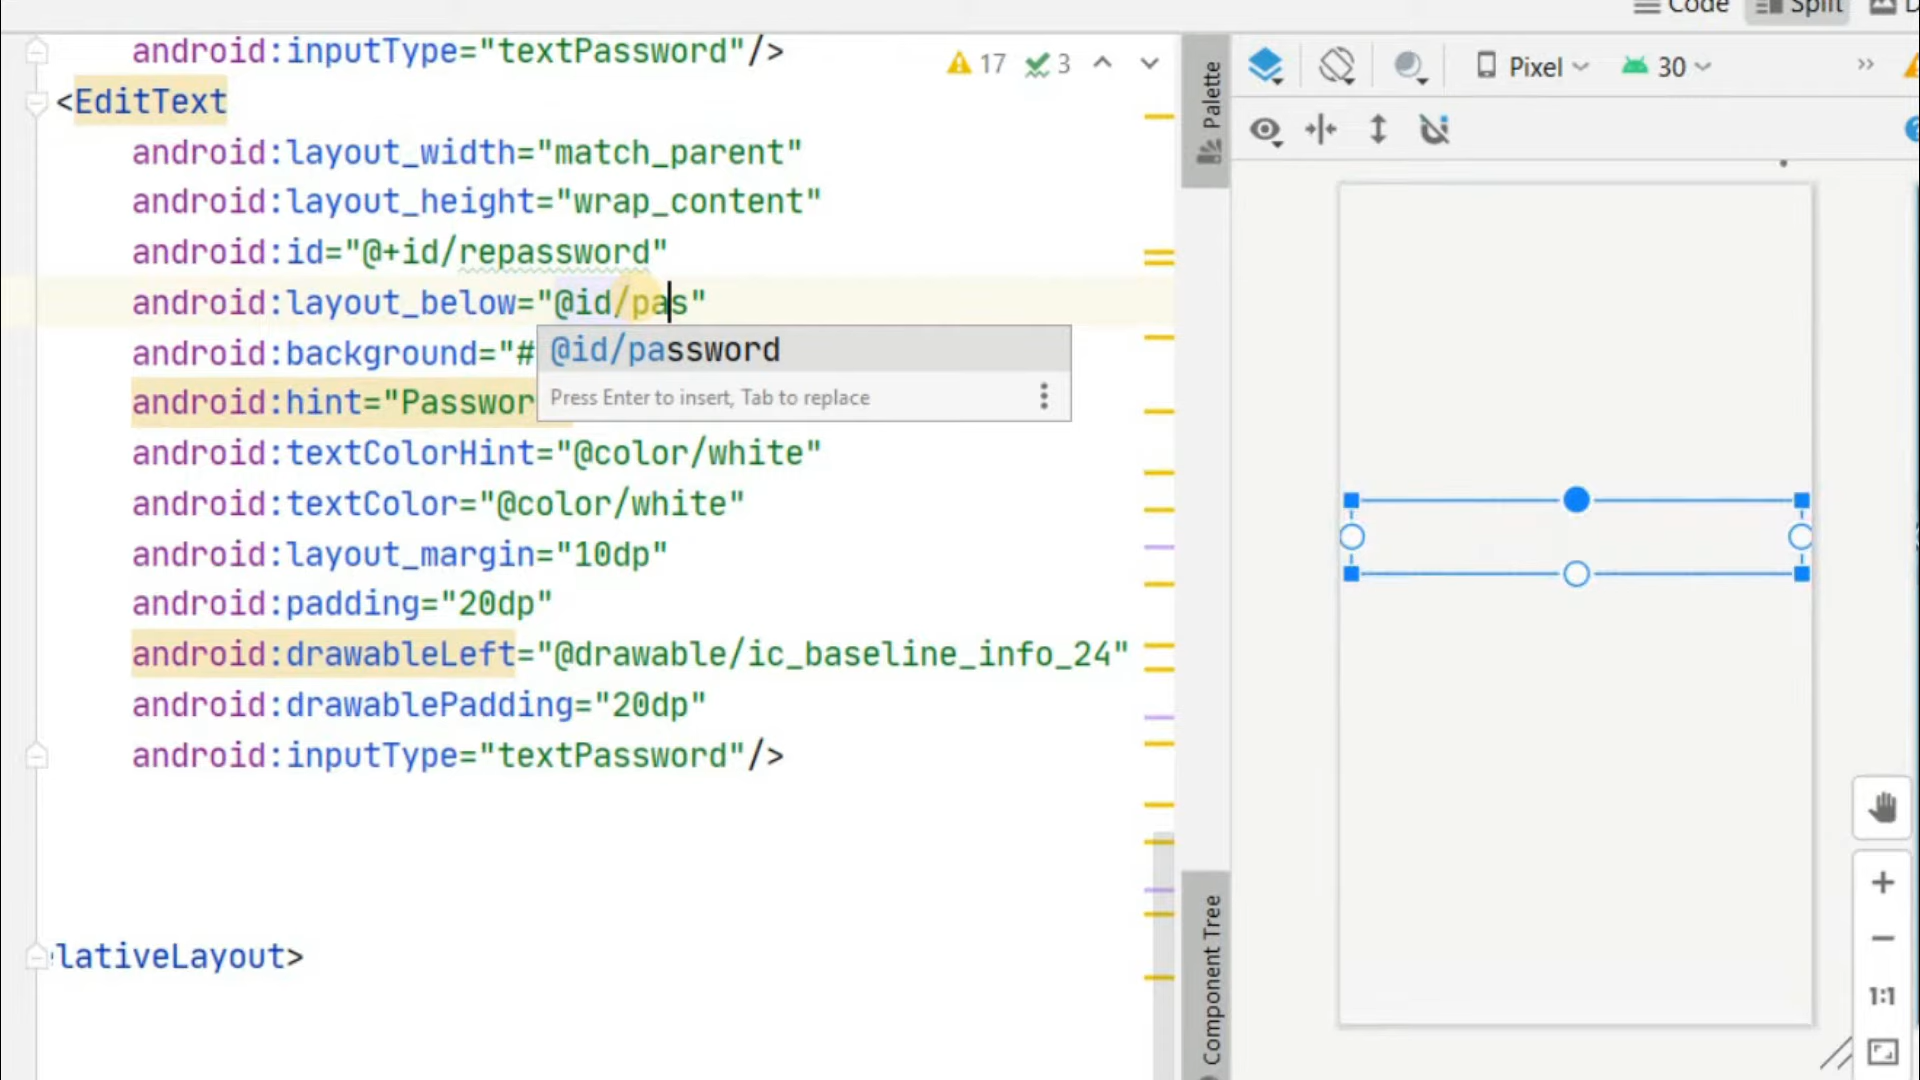 Code
Split
android:inputType="textPassword"/>
17
3
Pixel
30
<EditText
Palette
android:layout_width="match_parent"
android:layout_height="wrap_content"
android:id="@+id/repassword"
android:layout_below="@id/pas"
@id/password
android:background="#
Press Enter to insert, Tab to replace
android:hint="Passwor
android:textColorHint="@color/white"
android:textColor="@color/white"
android:layout_margin="10dp"
android:padding="20dp"
android:drawableLeft="@drawable/ic_baseline_info_24"
android:drawablePadding="20dp"
android:inputType="textPassword"/>
lativeLayout>
Component Tree
1:1